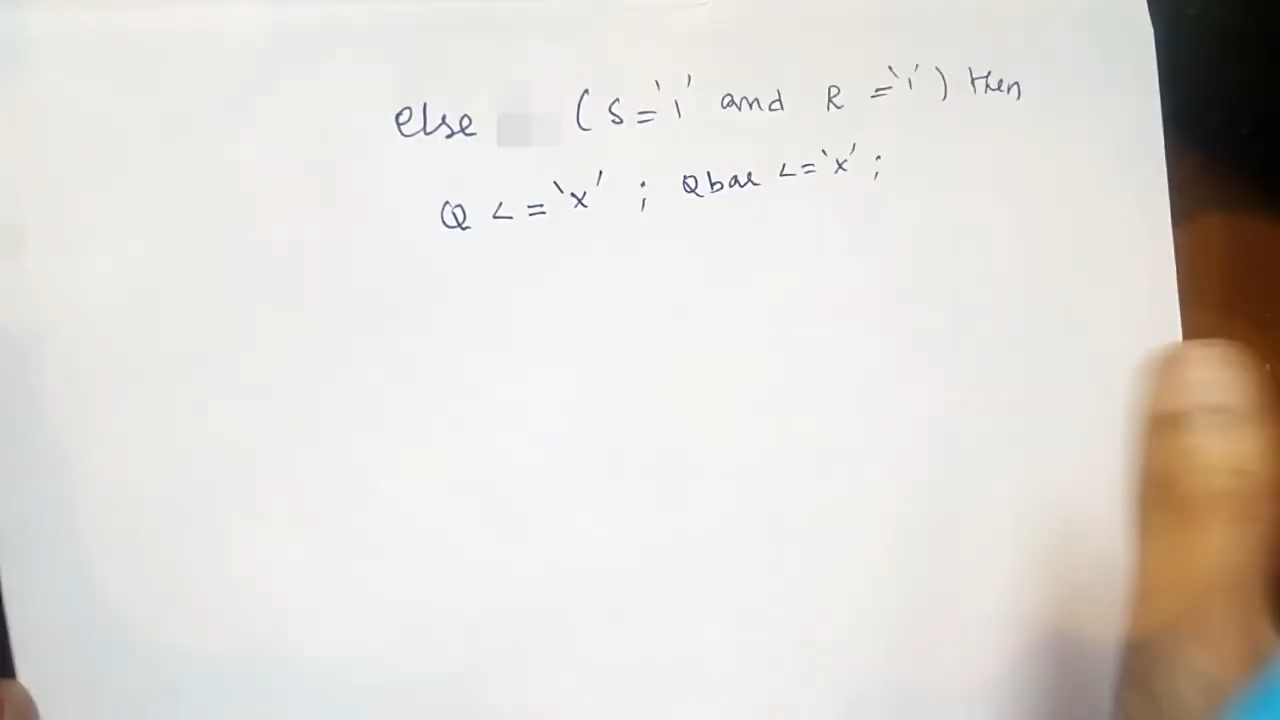 else (S='1' and R ='1') then
Q <= 'x' ; Qbar <='x' ;